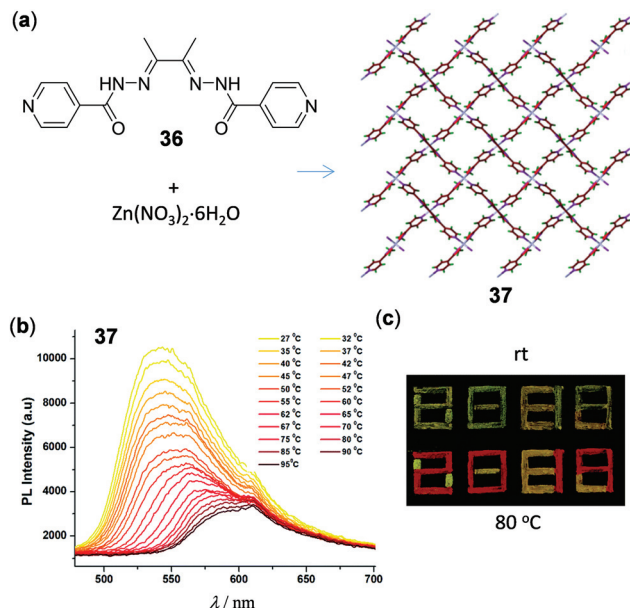 (a)
HN-N N-NH
N O O N
36
+
Zn(NO₃)₂·6H₂O
37
(b) 37
27 °C 32 °C
35 °C 37 °C
40 °C 42 °C
45 °C 47 °C
50 °C 52 °C
55 °C 60 °C
62 °C 65 °C
67 °C 70 °C
75 °C 80 °C
85 °C 90 °C
95°C
PL Intensity (a.u)
10000
8000
6000
4000
2000
500 550 600 650 700
λ / nm
(c)
rt
80 °C